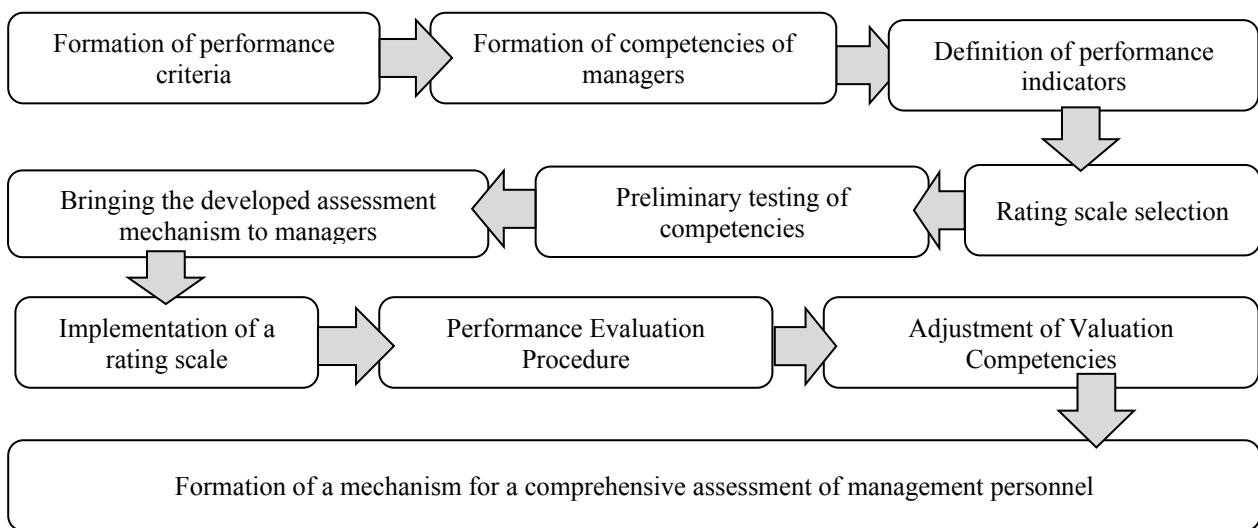 Formation of performance
criteria
Formation of competencies of
managers
Definition of performance
indicators
Rating scale selection
Preliminary testing of
competencies
Bringing the developed assessment
mechanism to managers
Implementation of a
rating scale
Performance Evaluation
Procedure
Adjustment of Valuation
Competencies
Formation of a mechanism for a comprehensive assessment of management personnel